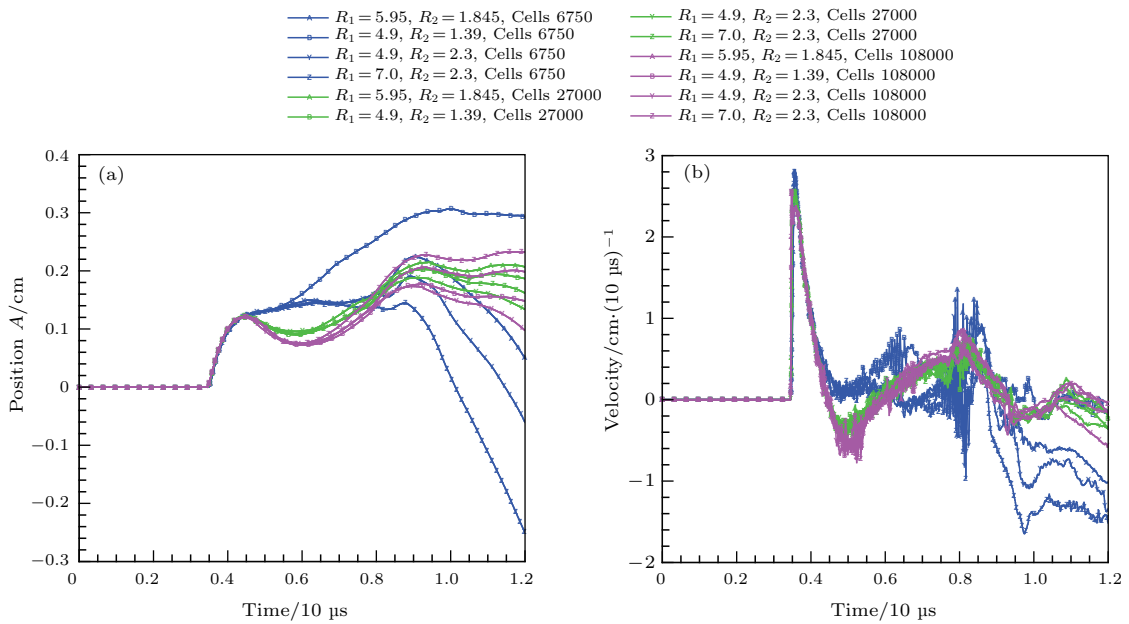 R₁=5.95, R₂=1.845, Cells 6750
R₁=4.9, R₂=1.39, Cells 6750
R₁=4.9, R₂=2.3, Cells 6750
R₁=7.0, R₂=2.3, Cells 6750
R₁=5.95, R₂=1.845, Cells 27000
R₁=4.9, R₂=1.39, Cells 27000
R₁=4.9, R₂=2.3, Cells 27000
R₁=7.0, R₂=2.3, Cells 27000
R₁=5.95, R₂=1.845, Cells 108000
R₁=4.9, R₂=1.39, Cells 108000
R₁=4.9, R₂=2.3, Cells 108000
R₁=7.0, R₂=2.3, Cells 108000
(a)
Position A/cm
0.4
0.3
0.2
0.1
0
−0.1
−0.2
−0.3
0 0.2 0.4 0.6 0.8 1.0 1.2
Time/10 μs
(b)
Velocity/cm·(10 μs)⁻¹
3
2
1
0
−1
−2
0 0.2 0.4 0.6 0.8 1.0 1.2
Time/10 μs